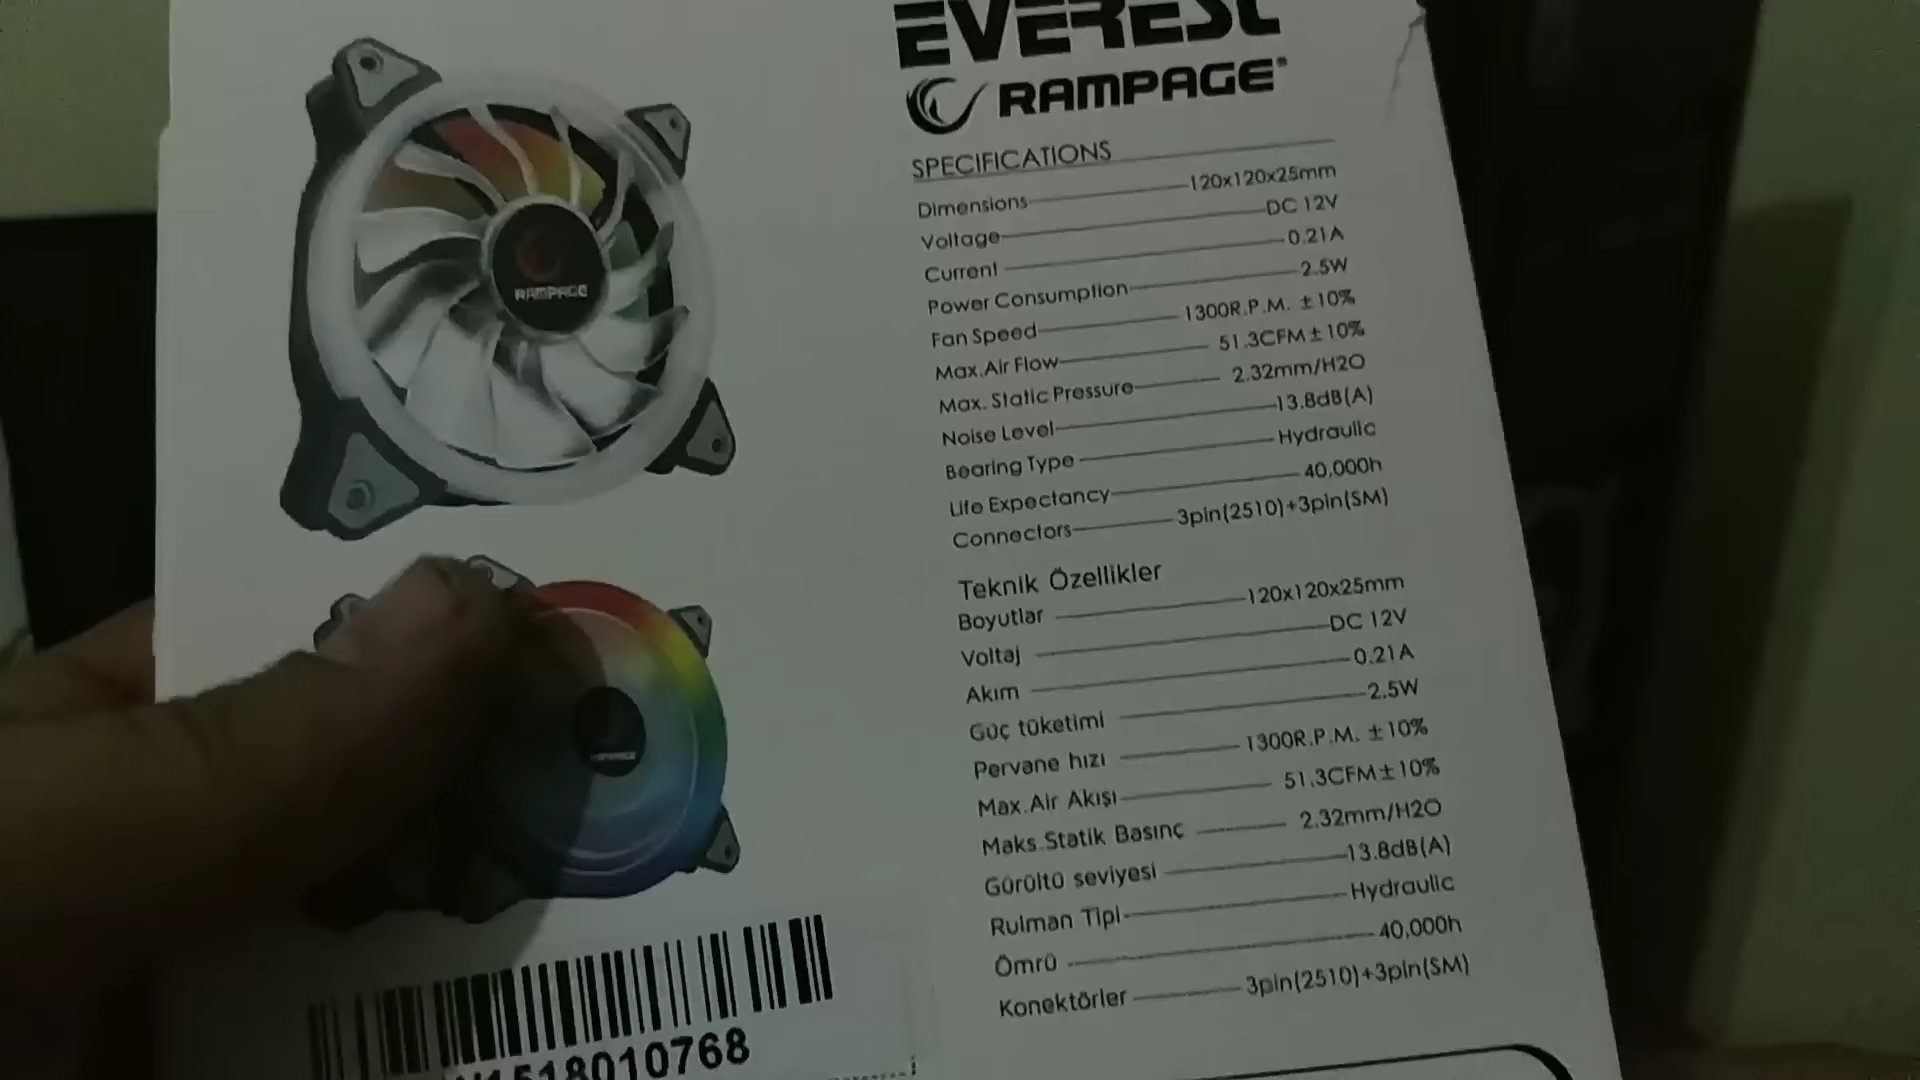 EVEREST
RAMPAGE
SPECIFICATIONS
Dimensions 120x120x25mm
Voltage DC 12V
Current 0.21A
Power Consumption 2.5W
Fan Speed 1300R.P.M. ±10%
Max.Air Flow 51.3CFM±10%
Max. Static Pressure 2.32mm/H2O
Noise Level 13.8dB(A)
Bearing Type Hydraulic
Life Expectancy 40,000h
Connectors 3pin(2510)+3pin(SM)
Teknik Özellikler
Boyutlar 120x120x25mm
Voltaj DC 12V
Akım 0.21A
Güç tüketimi 2.5W
Pervane hızı 1300R.P.M. ±10%
Max.Air Akışı 51.3CFM±10%
Maks.Statik Basınç 2.32mm/H2O
Gürültü seviyesi 13.8dB(A)
Rulman Tipi Hydraulic
Ömrü 40,000h
Konektörler 3pin(2510)+3pin(SM)
RAMPAGE
RAMPAGE
1518010768